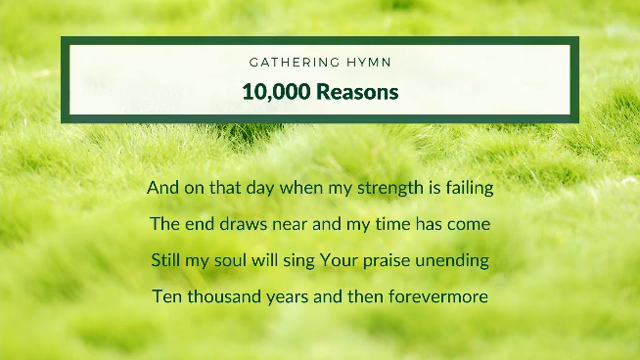 GATHERING HYMN
10,000 Reasons
And on that day when my strength is failing
The end draws near and my time has come
Still my soul will sing Your praise unending
Ten thousand years and then forevermore